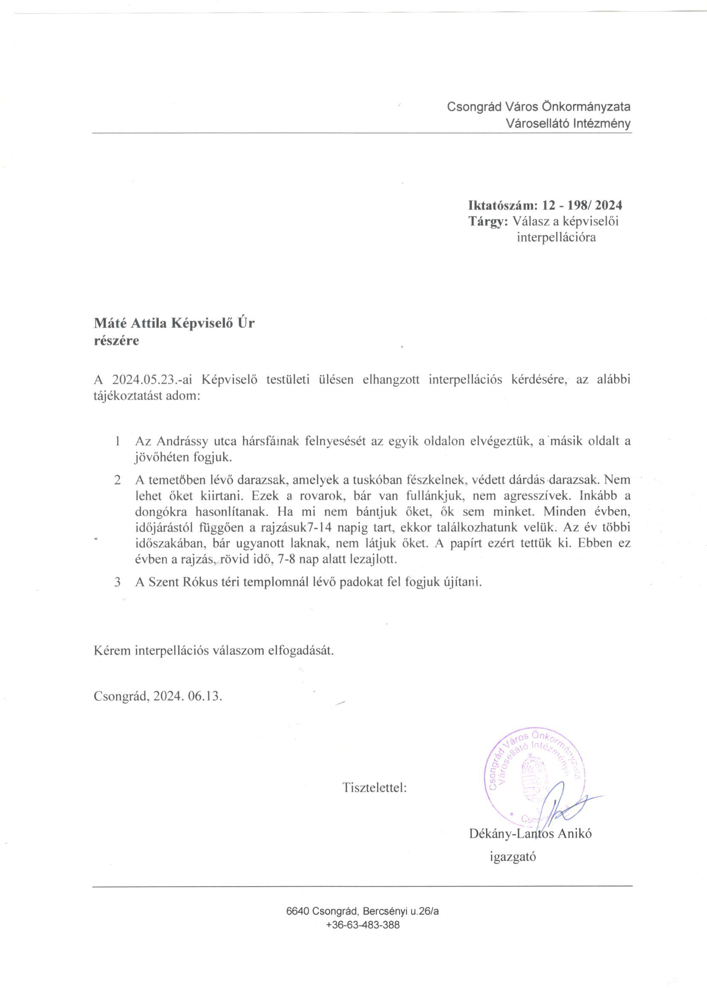 Csongrád Város Önkormányzata
Városellátó Intézmény
Iktatószám: 12 - 198/ 2024
Tárgy: Válasz a képviselői
interpellációra
Máté Attila Képviselő Úr
részére
A 2024.05.23.-ai Képviselő testületi ülésen elhangzott interpellációs kérdésére, az alábbi
tájékoztatást adom:
1 Az Andrássy utca hársfáinak felnyesését az egyik oldalon elvégeztük, a másik oldalt a
jövőhéten fogjuk.
2 A temetőben lévő darazsak, amelyek a tuskóban fészkelnek, védett dárdás darazsak. Nem
lehet őket kiirtani. Ezek a rovarok, bár van fullánkjuk, nem agresszívek. Inkább a
dongókra hasonlítanak. Ha mi nem bántjuk őket, ők sem minket. Minden évben,
időjárástól függően a rajzásuk7-14 napig tart, ekkor találkozhatunk velük. Az év többi
időszakában, bár ugyanott laknak, nem látjuk őket. A papírt ezért tettük ki. Ebben ez
évben a rajzás, rövid idő, 7-8 nap alatt lezajlott.
3 A Szent Rókus téri templomnál lévő padokat fel fogjuk újítani.
Kérem interpellációs válaszom elfogadását.
Csongrád, 2024. 06.13.
Csongrád Város Önkormányzata
Városellátó Intézménye
Tisztelettel:
Dékány-Lantos Anikó
igazgató
6640 Csongrád, Bercsényi u.26/a
+36-63-483-388